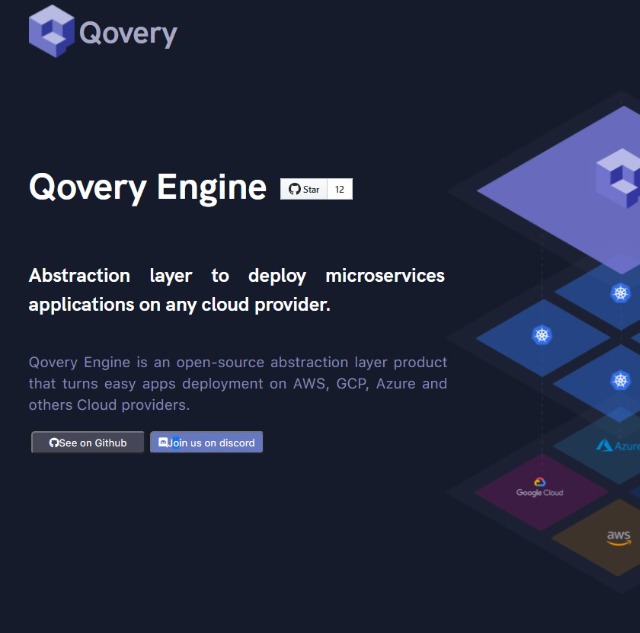 Qovery
Qovery Engine
Star 12
Abstraction layer to deploy microservices
applications on any cloud provider.
Qovery Engine is an open-source abstraction layer product
that turns easy apps deployment on AWS, GCP, Azure and
others Cloud providers.
See on Github
Join us on discord
Azure
Google Cloud
aws